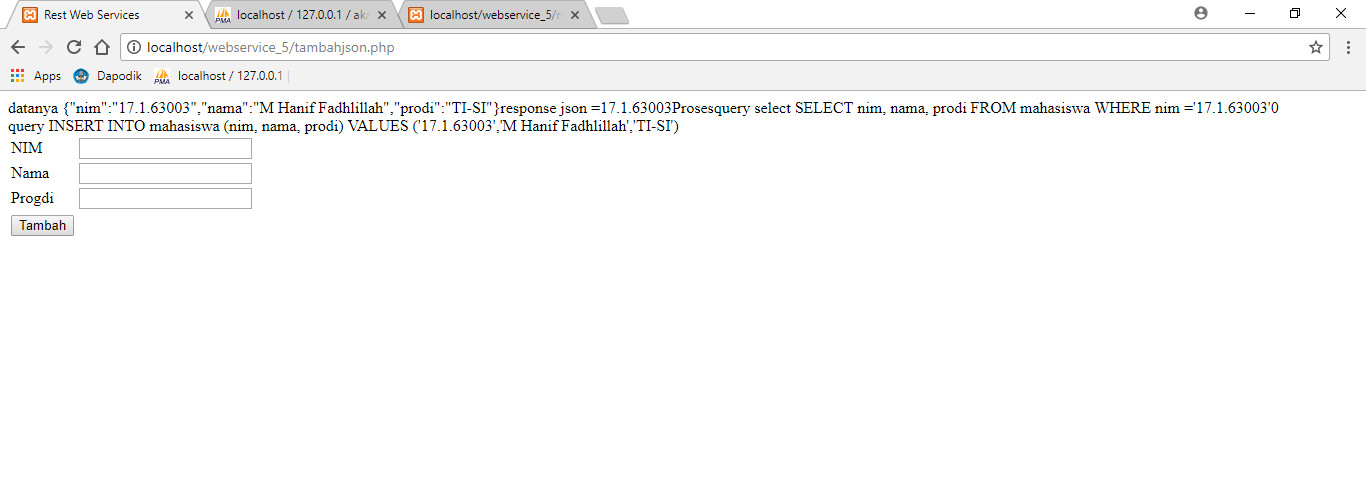 Rest Web Services
localhost / 127.0.0.1 / aka
localhost/webservice_5/
localhost/webservice_5/tambahjson.php
Apps
Dapodik
PMA
localhost / 127.0.0.1 |
datanya {"nim":"17.1.63003","nama":"M Hanif Fadhlillah","prodi":"TI-SI"}response json =17.1.63003Prosesquery select SELECT nim, nama, prodi FROM mahasiswa WHERE nim ='17.1.63003'0
query INSERT INTO mahasiswa (nim, nama, prodi) VALUES ('17.1.63003','M Hanif Fadhlillah','TI-SI')
NIM
Nama
Progdi
Tambah